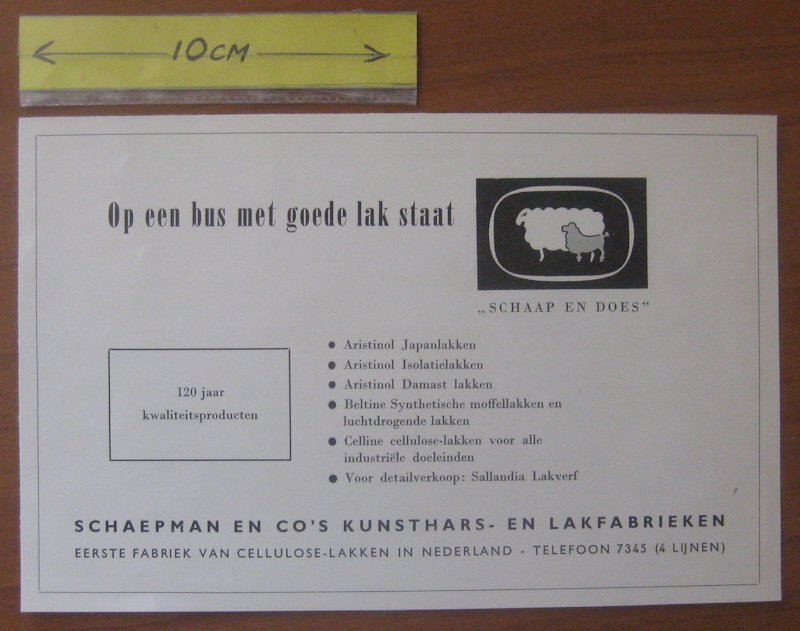 10CM
Op een bus met goede lak staat
„SCHAAP EN DOES”
120 jaar
kwaliteitsproducten
● Aristinol Japanlakken
● Aristinol Isolatielakken
● Aristinol Damast lakken
● Beltine Synthetische moffellakken en
luchtdrogende lakken
● Celline cellulose-lakken voor alle
industriële doeleinden
● Voor detailverkoop: Sallandia Lakverf
SCHAEPMAN EN CO'S KUNSTHARS- EN LAKFABRIEKEN
EERSTE FABRIEK VAN CELLULOSE-LAKKEN IN NEDERLAND - TELEFOON 7345 (4 LIJNEN)